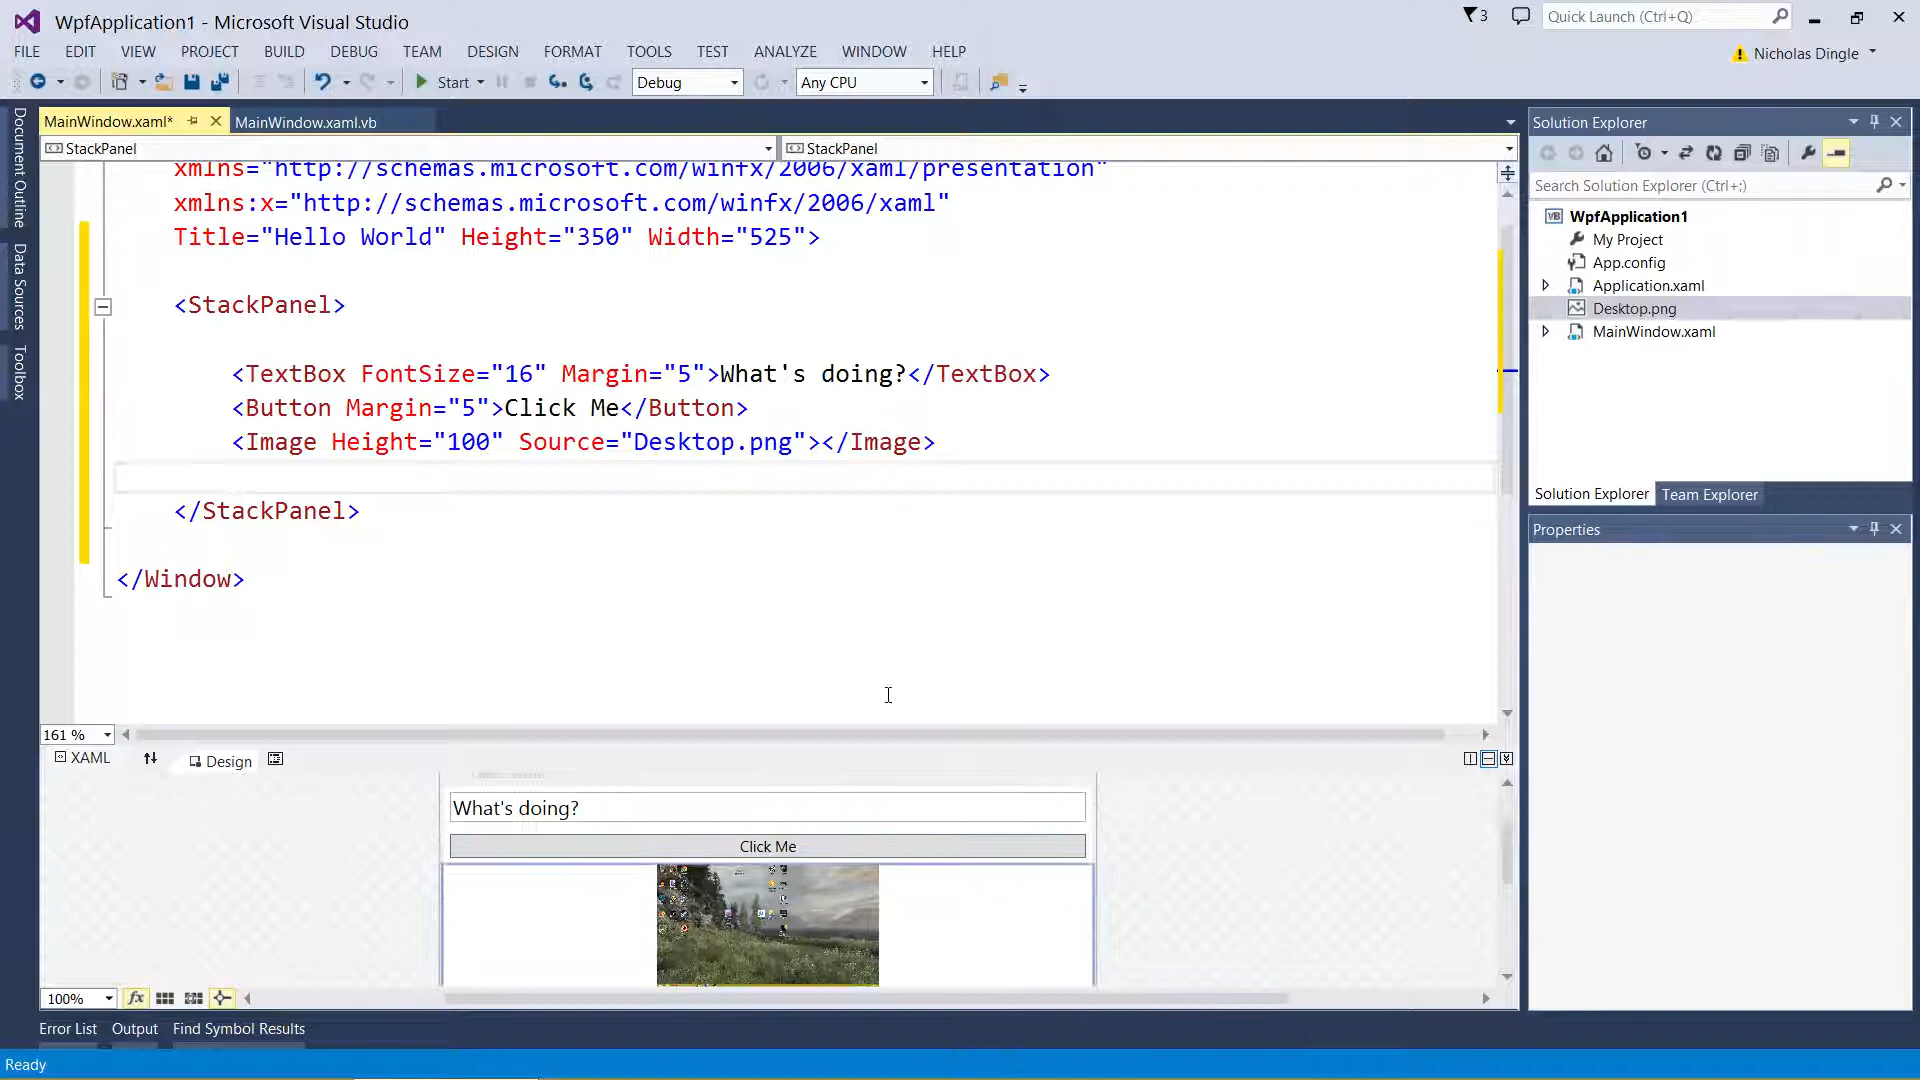 WpfApplication1 - Microsoft Visual Studio
3
Quick Launch (Ctrl+Q)
FILE EDIT VIEW PROJECT BUILD DEBUG TEAM DESIGN FORMAT TOOLS TEST ANALYZE WINDOW HELP
Nicholas Dingle
Start Debug Any CPU
Document Outline
Data Sources
Toolbox
MainWindow.xaml* MainWindow.xaml.vb
StackPanel StackPanel
xmlns="http://schemas.microsoft.com/winfx/2006/xaml/presentation"
xmlns:x="http://schemas.microsoft.com/winfx/2006/xaml"
Title="Hello World" Height="350" Width="525">
<StackPanel>
<TextBox FontSize="16" Margin="5">What's doing?</TextBox>
<Button Margin="5">Click Me</Button>
<Image Height="100" Source="Desktop.png"></Image>
</StackPanel>
</Window>
161 %
XAML Design
What's doing?
Click Me
100%
fx
Solution Explorer
Search Solution Explorer (Ctrl+;)
VB WpfApplication1
My Project
App.config
Application.xaml
Desktop.png
MainWindow.xaml
Solution Explorer Team Explorer
Properties
Error List Output Find Symbol Results
Ready